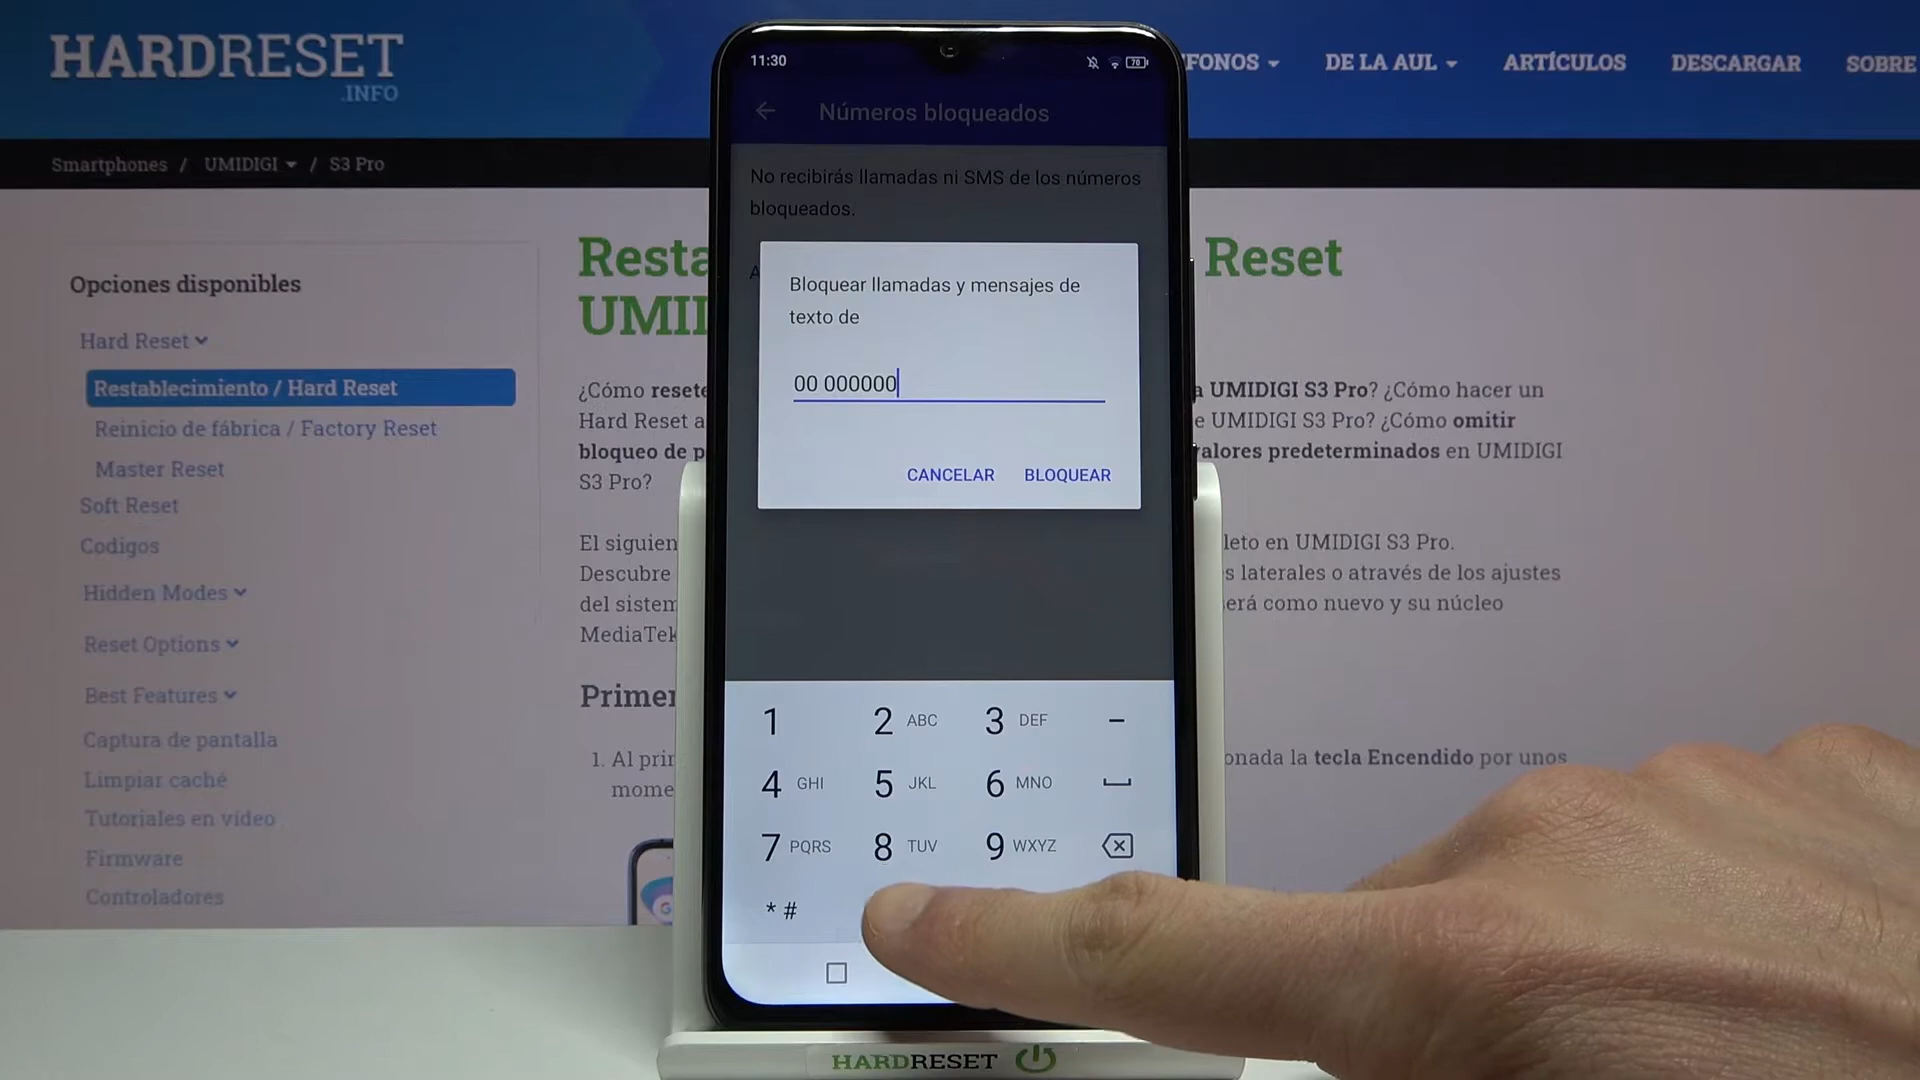 HARDRESET
.INFO
FONOS
DE LA AUL
ARTÍCULOS
DESCARGAR
SOBRE
Smartphones / UMIDIGI / S3 Pro
11:30
70
Números bloqueados
No recibirás llamadas ni SMS de los números
bloqueados.
A
Bloquear llamadas y mensajes de
texto de
00 000000
CANCELAR BLOQUEAR
1 2 ABC 3 DEF -
4 GHI 5 JKL 6 MNO
7 PQRS 8 TUV 9 WXYZ
* #
HARDRESET
Opciones disponibles
Hard Reset
Restablecimiento / Hard Reset
Reinicio de fábrica / Factory Reset
Master Reset
Soft Reset
Codigos
Hidden Modes
Reset Options
Best Features
Captura de pantalla
Limpiar caché
Tutoriales en vídeo
Firmware
Controladores
Resta Reset
UMI
¿Cómo resete a UMIDIGI S3 Pro? ¿Cómo hacer un
Hard Reset a e UMIDIGI S3 Pro? ¿Cómo omitir
bloqueo de p valores predeterminados en UMIDIGI
S3 Pro?
El siguien leto en UMIDIGI S3 Pro.
Descubre s laterales o através de los ajustes
del sistem será como nuevo y su núcleo
MediaTek
Primer
1. Al prin onada la tecla Encendido por unos
mome
G